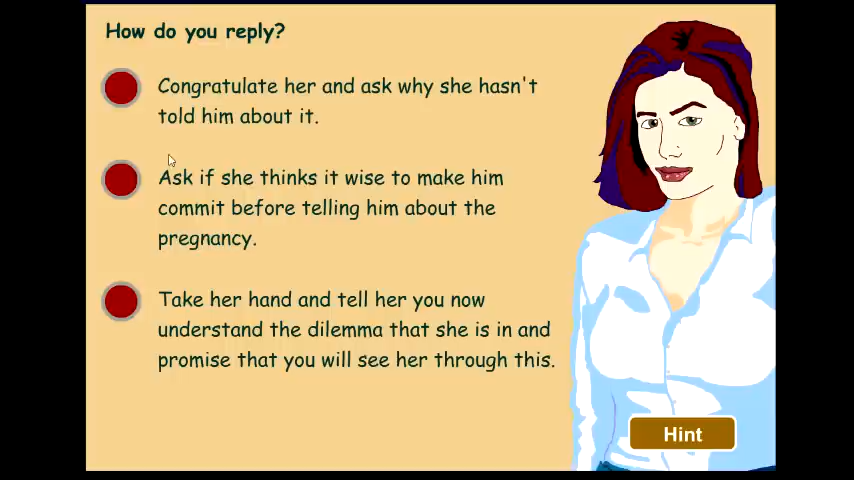 How do you reply?
Congratulate her and ask why she hasn't
told him about it.
Ask if she thinks it wise to make him
commit before telling him about the
pregnancy.
Take her hand and tell her you now
understand the dilemma that she is in and
promise that you will see her through this.
Hint